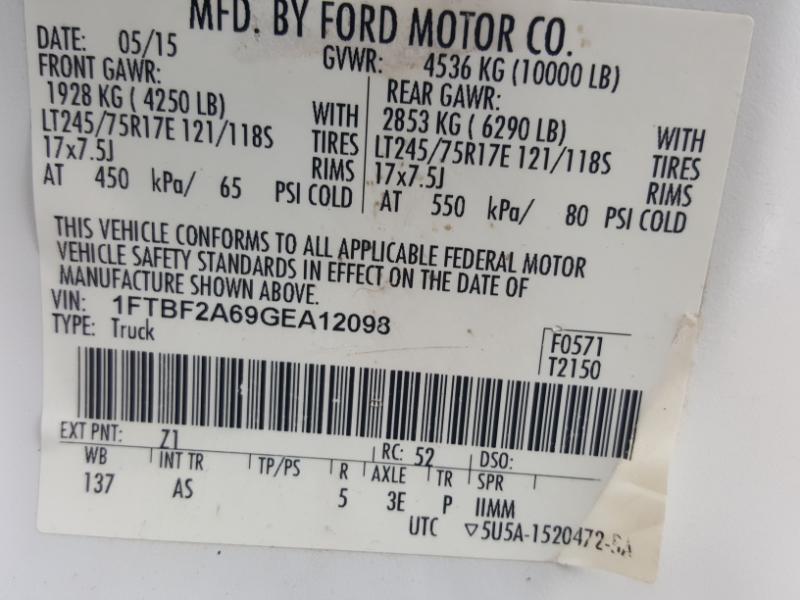 MFD. BY FORD MOTOR CO.
DATE: 05/15 GVWR: 4536 KG (10000 LB)
FRONT GAWR: REAR GAWR:
1928 KG ( 4250 LB) WITH 2853 KG ( 6290 LB) WITH
LT245/75R17E 121/118S TIRES LT245/75R17E 121/118S TIRES
17x7.5J RIMS 17x7.5J RIMS
AT 450 kPa/ 65 PSI COLD AT 550 kPa/ 80 PSI COLD
THIS VEHICLE CONFORMS TO ALL APPLICABLE FEDERAL MOTOR
VEHICLE SAFETY STANDARDS IN EFFECT ON THE DATE OF
MANUFACTURE SHOWN ABOVE.
VIN: 1FTBF2A69GEA12098
TYPE: Truck
F0571
T2150
EXT PNT: Z1 RC: 52 DSO:
WB INT TR TP/PS R AXLE TR SPR
137 AS 5 3E P IIMM
UTC ▽5U5A-1520472-SA